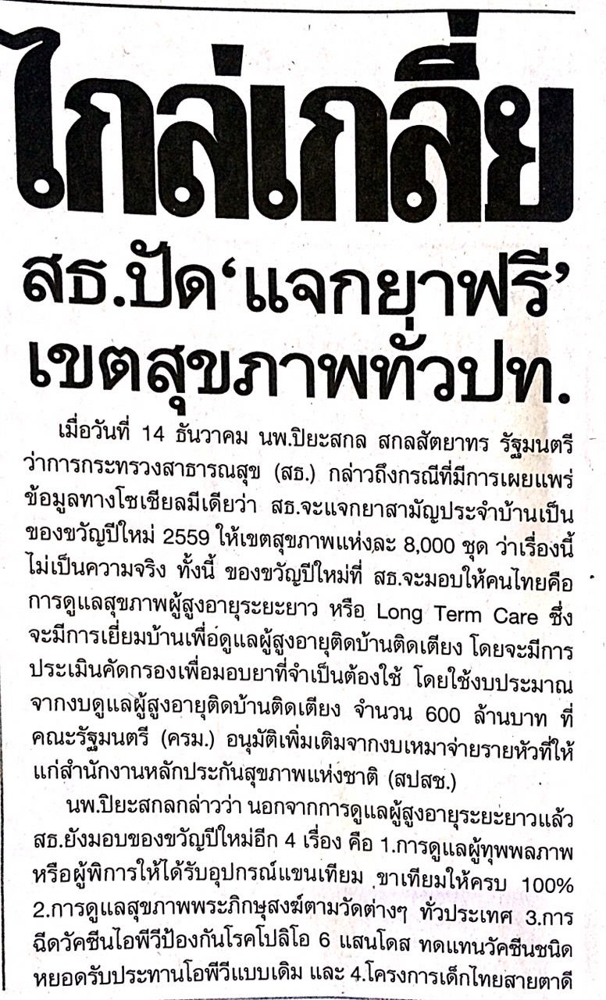 ไกล่เกลี่ย
สธ.ปัด‘แจกยาฟรี’
เขตสุขภาพทั่วปท.
เมื่อวันที่ 14 ธันวาคม นพ.ปิยะสกล สกลสัตยาทร รัฐมนตรี
ว่าการกระทรวงสาธารณสุข (สธ.) กล่าวถึงกรณีที่มีการเผยแพร่
ข้อมูลทางโซเชียลมีเดียว่า สธ.จะแจกยาสามัญประจำบ้านเป็น
ของขวัญปีใหม่ 2559 ให้เขตสุขภาพแห่งละ 8,000 ชุด ว่าเรื่องนี้
ไม่เป็นความจริง ทั้งนี้ ของขวัญปีใหม่ที่ สธ.จะมอบให้คนไทยคือ
การดูแลสุขภาพผู้สูงอายุระยะยาว หรือ Long Term Care ซึ่ง
จะมีการเยี่ยมบ้านเพื่อดูแลผู้สูงอายุติดบ้านติดเตียง โดยจะมีการ
ประเมินคัดกรองเพื่อมอบยาที่จำเป็นต้องใช้ โดยใช้งบประมาณ
จากงบดูแลผู้สูงอายุติดบ้านติดเตียง จำนวน 600 ล้านบาท ที่
คณะรัฐมนตรี (ครม.) อนุมัติเพิ่มเติมจากงบเหมาจ่ายรายหัวที่ให้
แก่สำนักงานหลักประกันสุขภาพแห่งชาติ (สปสช.)
นพ.ปิยะสกลกล่าวว่า นอกจากการดูแลผู้สูงอายุระยะยาวแล้ว
สธ.ยังมอบของขวัญปีใหม่อีก 4 เรื่อง คือ 1.การดูแลผู้ทุพพลภาพ
หรือผู้พิการให้ได้รับอุปกรณ์แขนเทียม ขาเทียมให้ครบ 100%
2.การดูแลสุขภาพพระภิกษุสงฆ์ตามวัดต่างๆ ทั่วประเทศ 3.การ
ฉีดวัคซีนไอพีวีป้องกันโรคโปลิโอ 6 แสนโดส ทดแทนวัคซีนชนิด
หยอดรับประทานโอพีวีแบบเดิม และ 4.โครงการเด็กไทยสายตาดี